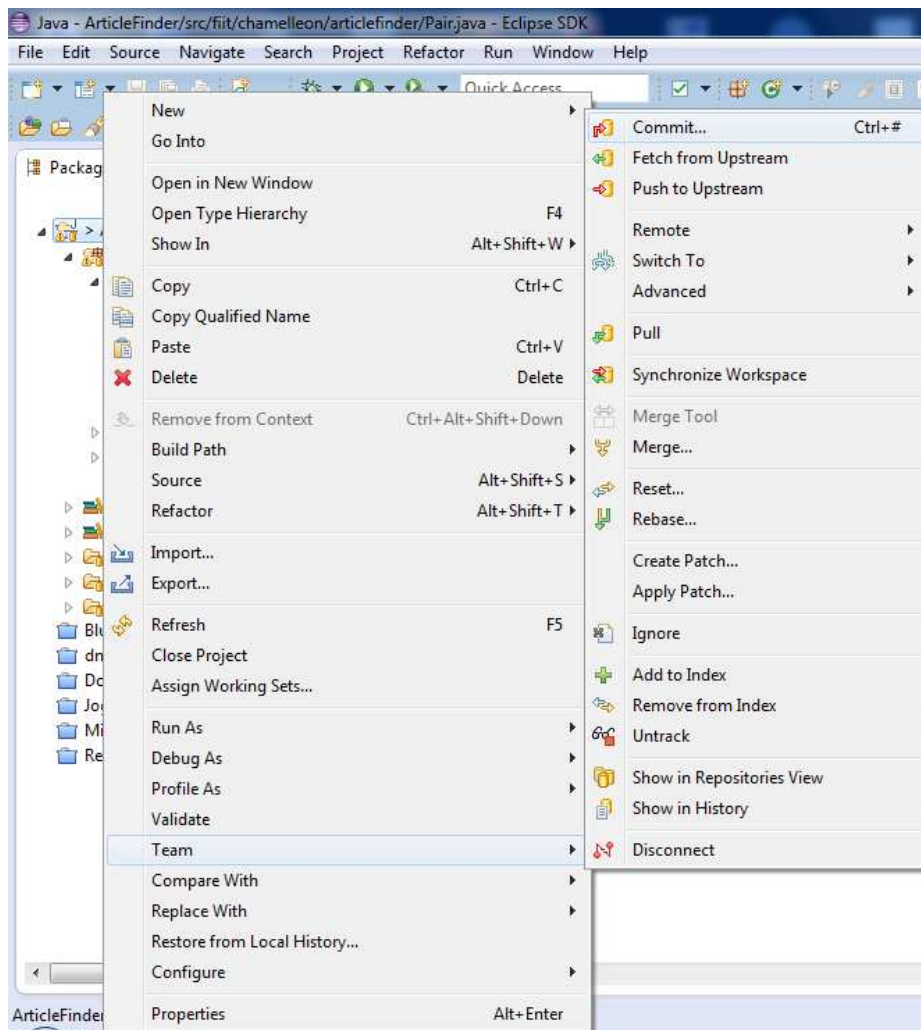 Java - ArticleFinder/src/fiit/chamelleon/articlefinder/Pair.java - Eclipse SDK
File Edit Source Navigate Search Project Refactor Run Window Help
Quick Access
Packag
New
Go Into
Open in New Window
Open Type Hierarchy F4
Show In Alt+Shift+W
Copy Ctrl+C
Copy Qualified Name
Paste Ctrl+V
Delete Delete
Remove from Context Ctrl+Alt+Shift+Down
Build Path
Source Alt+Shift+S
Refactor Alt+Shift+T
Import...
Export...
Refresh F5
Close Project
Assign Working Sets...
Run As
Debug As
Profile As
Validate
Team
Compare With
Replace With
Restore from Local History...
Configure
Properties Alt+Enter
Commit... Ctrl+#
Fetch from Upstream
Push to Upstream
Remote
Switch To
Advanced
Pull
Synchronize Workspace
Merge Tool
Merge...
Reset...
Rebase...
Create Patch...
Apply Patch...
Ignore
Add to Index
Remove from Index
Untrack
Show in Repositories View
Show in History
Disconnect
dn
Mi
Re
ArticleFinder